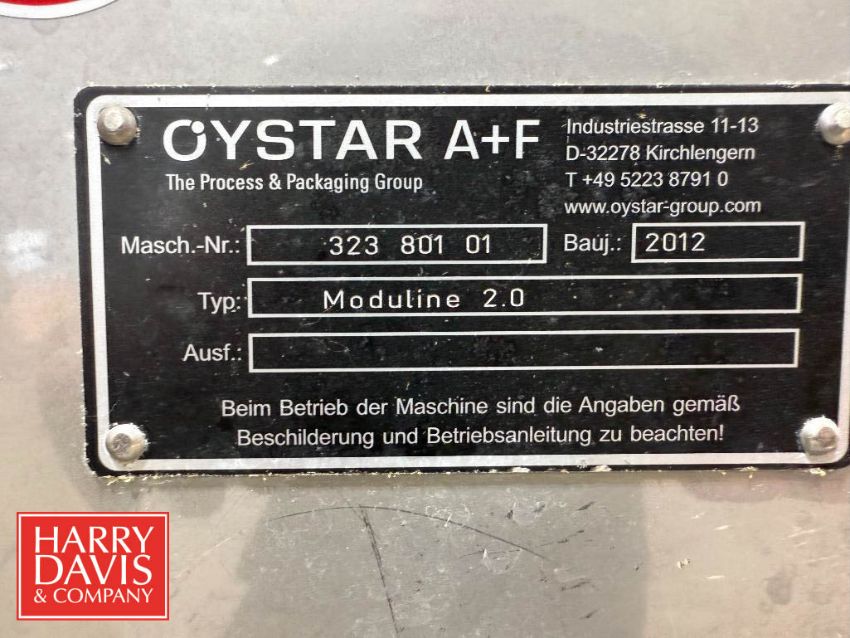 OYSTAR A+F
The Process & Packaging Group
Industriestrasse 11-13
D-32278 Kirchlengern
T +49 5223 8791 0
www.oystar-group.com
Masch.-Nr.: 323 801 01 Bauj.: 2012
Typ: Moduline 2.0
Ausf.:
Beim Betrieb der Maschine sind die Angaben gemäß
Beschilderung und Betriebsanleitung zu beachten!
HARRY
DAVIS
& COMPANY